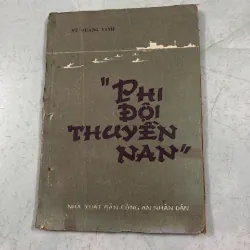 "PHI
ĐỘI
THUYỀN
NAN"
NHÀ XUẤT BẢN CÔNG AN NHÂN DÂN